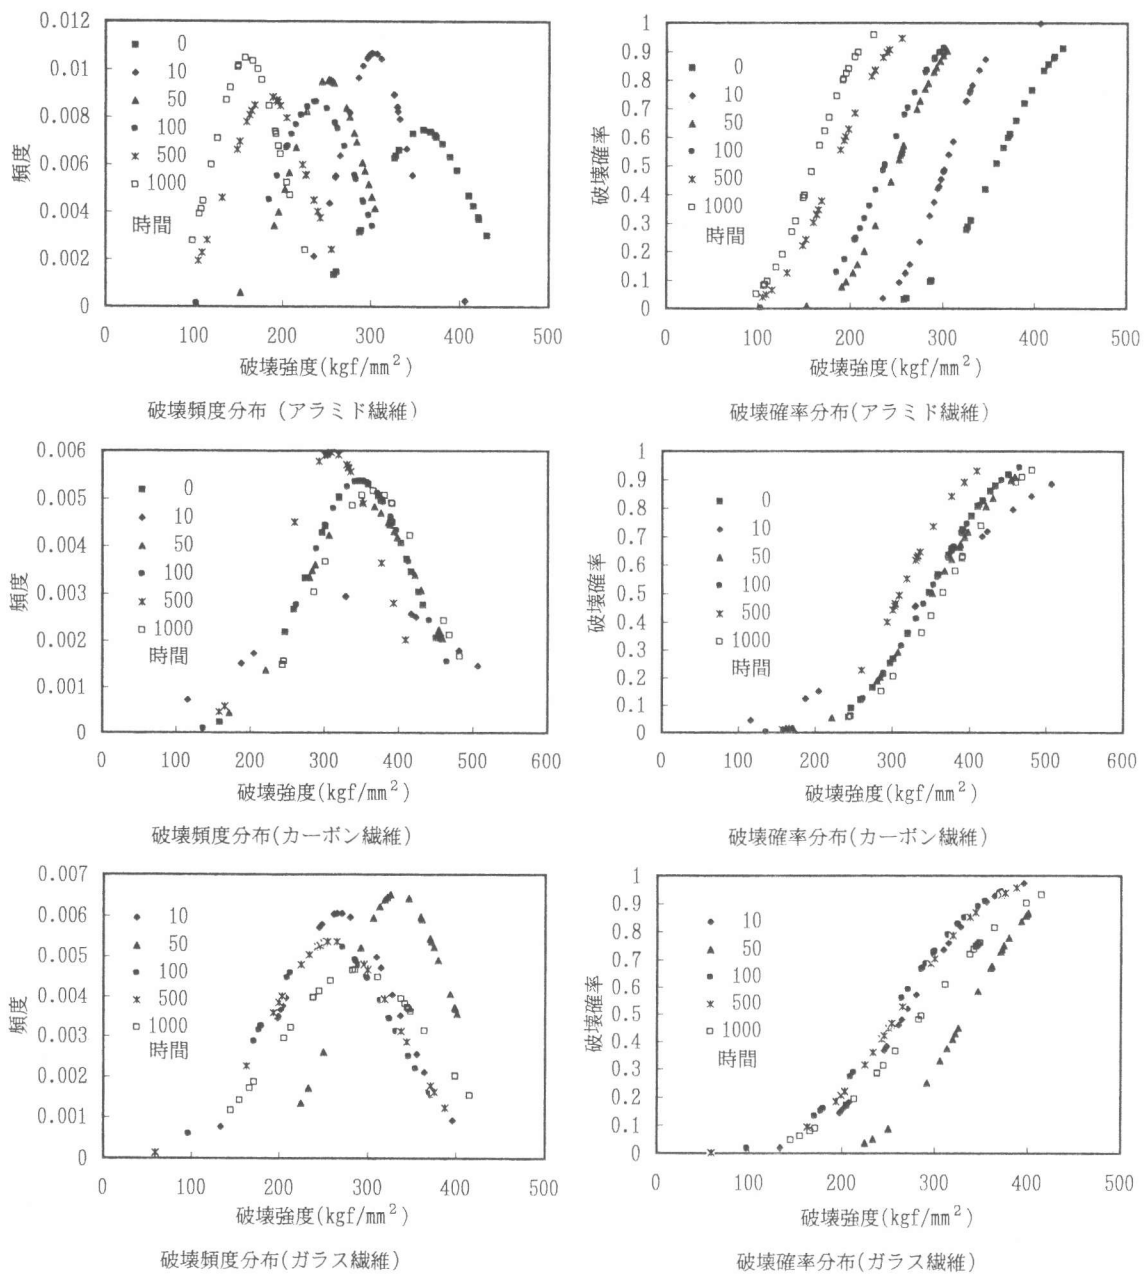 0.012
0.01
0.008
0.006
0.004
0.002
0
頻度
0
10
50
100
500
1000
時間
0 100 200 300 400 500
破壊強度(kgf/mm²)
破壊頻度分布 (アラミド繊維)
1
0.9
0.8
0.7
0.6
0.5
0.4
0.3
0.2
0.1
0
破壊確率
0
10
50
100
500
1000
時間
0 100 200 300 400 500
破壊強度(kgf/mm²)
破壊確率分布(アラミド繊維)
0.006
0.005
0.004
0.003
0.002
0.001
0
頻度
0
10
50
100
500
1000
時間
0 100 200 300 400 500 600
破壊強度(kgf/mm²)
破壊頻度分布(カーボン繊維)
1
0.9
0.8
0.7
0.6
0.5
0.4
0.3
0.2
0.1
0
破壊確率
0
10
50
100
500
1000
時間
0 100 200 300 400 500 600
破壊強度(kgf/mm²)
破壊確率分布(カーボン繊維)
0.007
0.006
0.005
0.004
0.003
0.002
0.001
0
頻度
10
50
100
500
1000
時間
0 100 200 300 400 500
破壊強度(kgf/mm²)
破壊頻度分布(ガラス繊維)
1
0.9
0.8
0.7
0.6
0.5
0.4
0.3
0.2
0.1
0
破壊確率
10
50
100
500
1000
時間
0 100 200 300 400 500
破壊強度(kgf/mm²)
破壊確率分布(ガラス繊維)